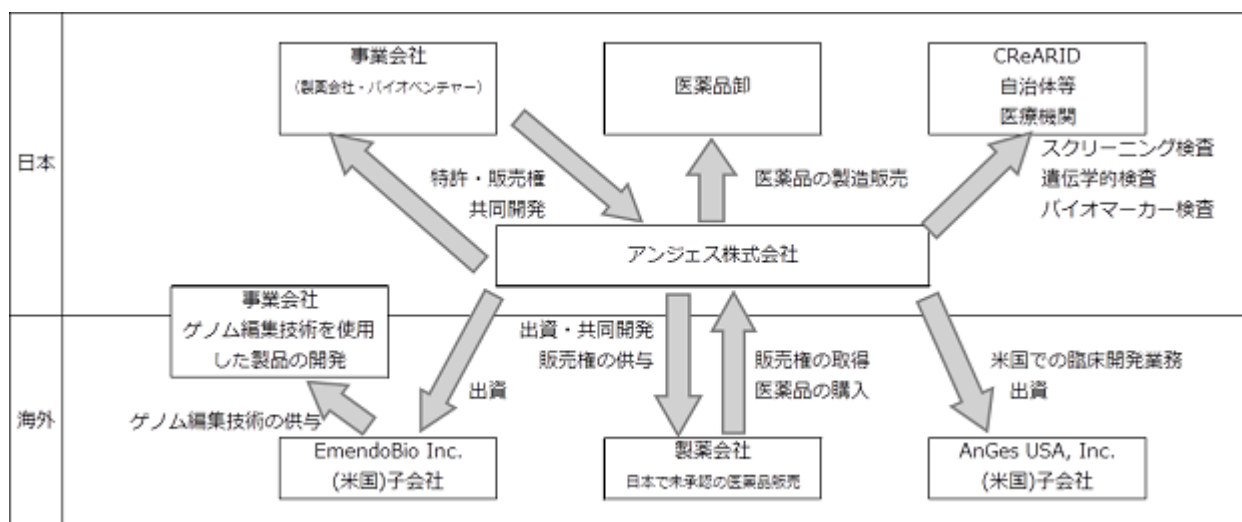 事業会社
(製薬会社・バイオベンチャー)
医薬品卸
CReARID
自治体等
医療機関
日本
特許・販売権
共同開発
医薬品の製造販売
スクリーニング検査
遺伝学的検査
バイオマーカー検査
アンジェス株式会社
事業会社
ゲノム編集技術を使用
した製品の開発
出資・共同開発
販売権の供与
販売権の取得
医薬品の購入
米国での臨床開発業務
出資
出資
海外
ゲノム編集技術の供与
EmendoBio Inc.
(米国)子会社
製薬会社
日本で未承認の医薬品販売
AnGes USA, Inc.
(米国)子会社